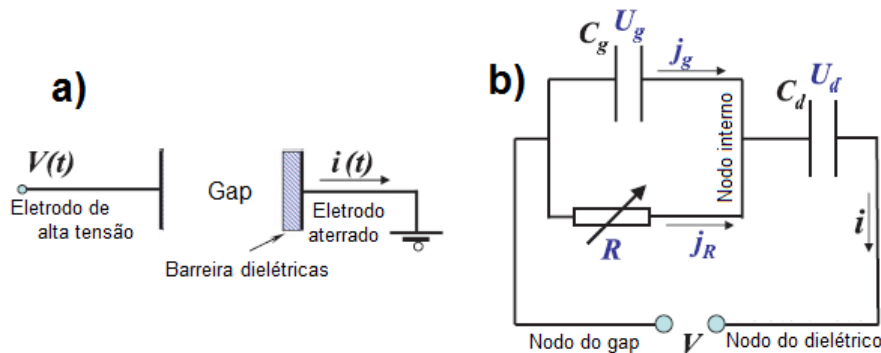 a)
V(t)
Eletrodo de
alta tensão
Gap
i(t)
Eletrodo
aterrado
Barreira dielétricas
b)
C_g U_g
j_g
C_d U_d
Nodo interno
R
j_R
i
Nodo do gap
V
Nodo do dielétrico